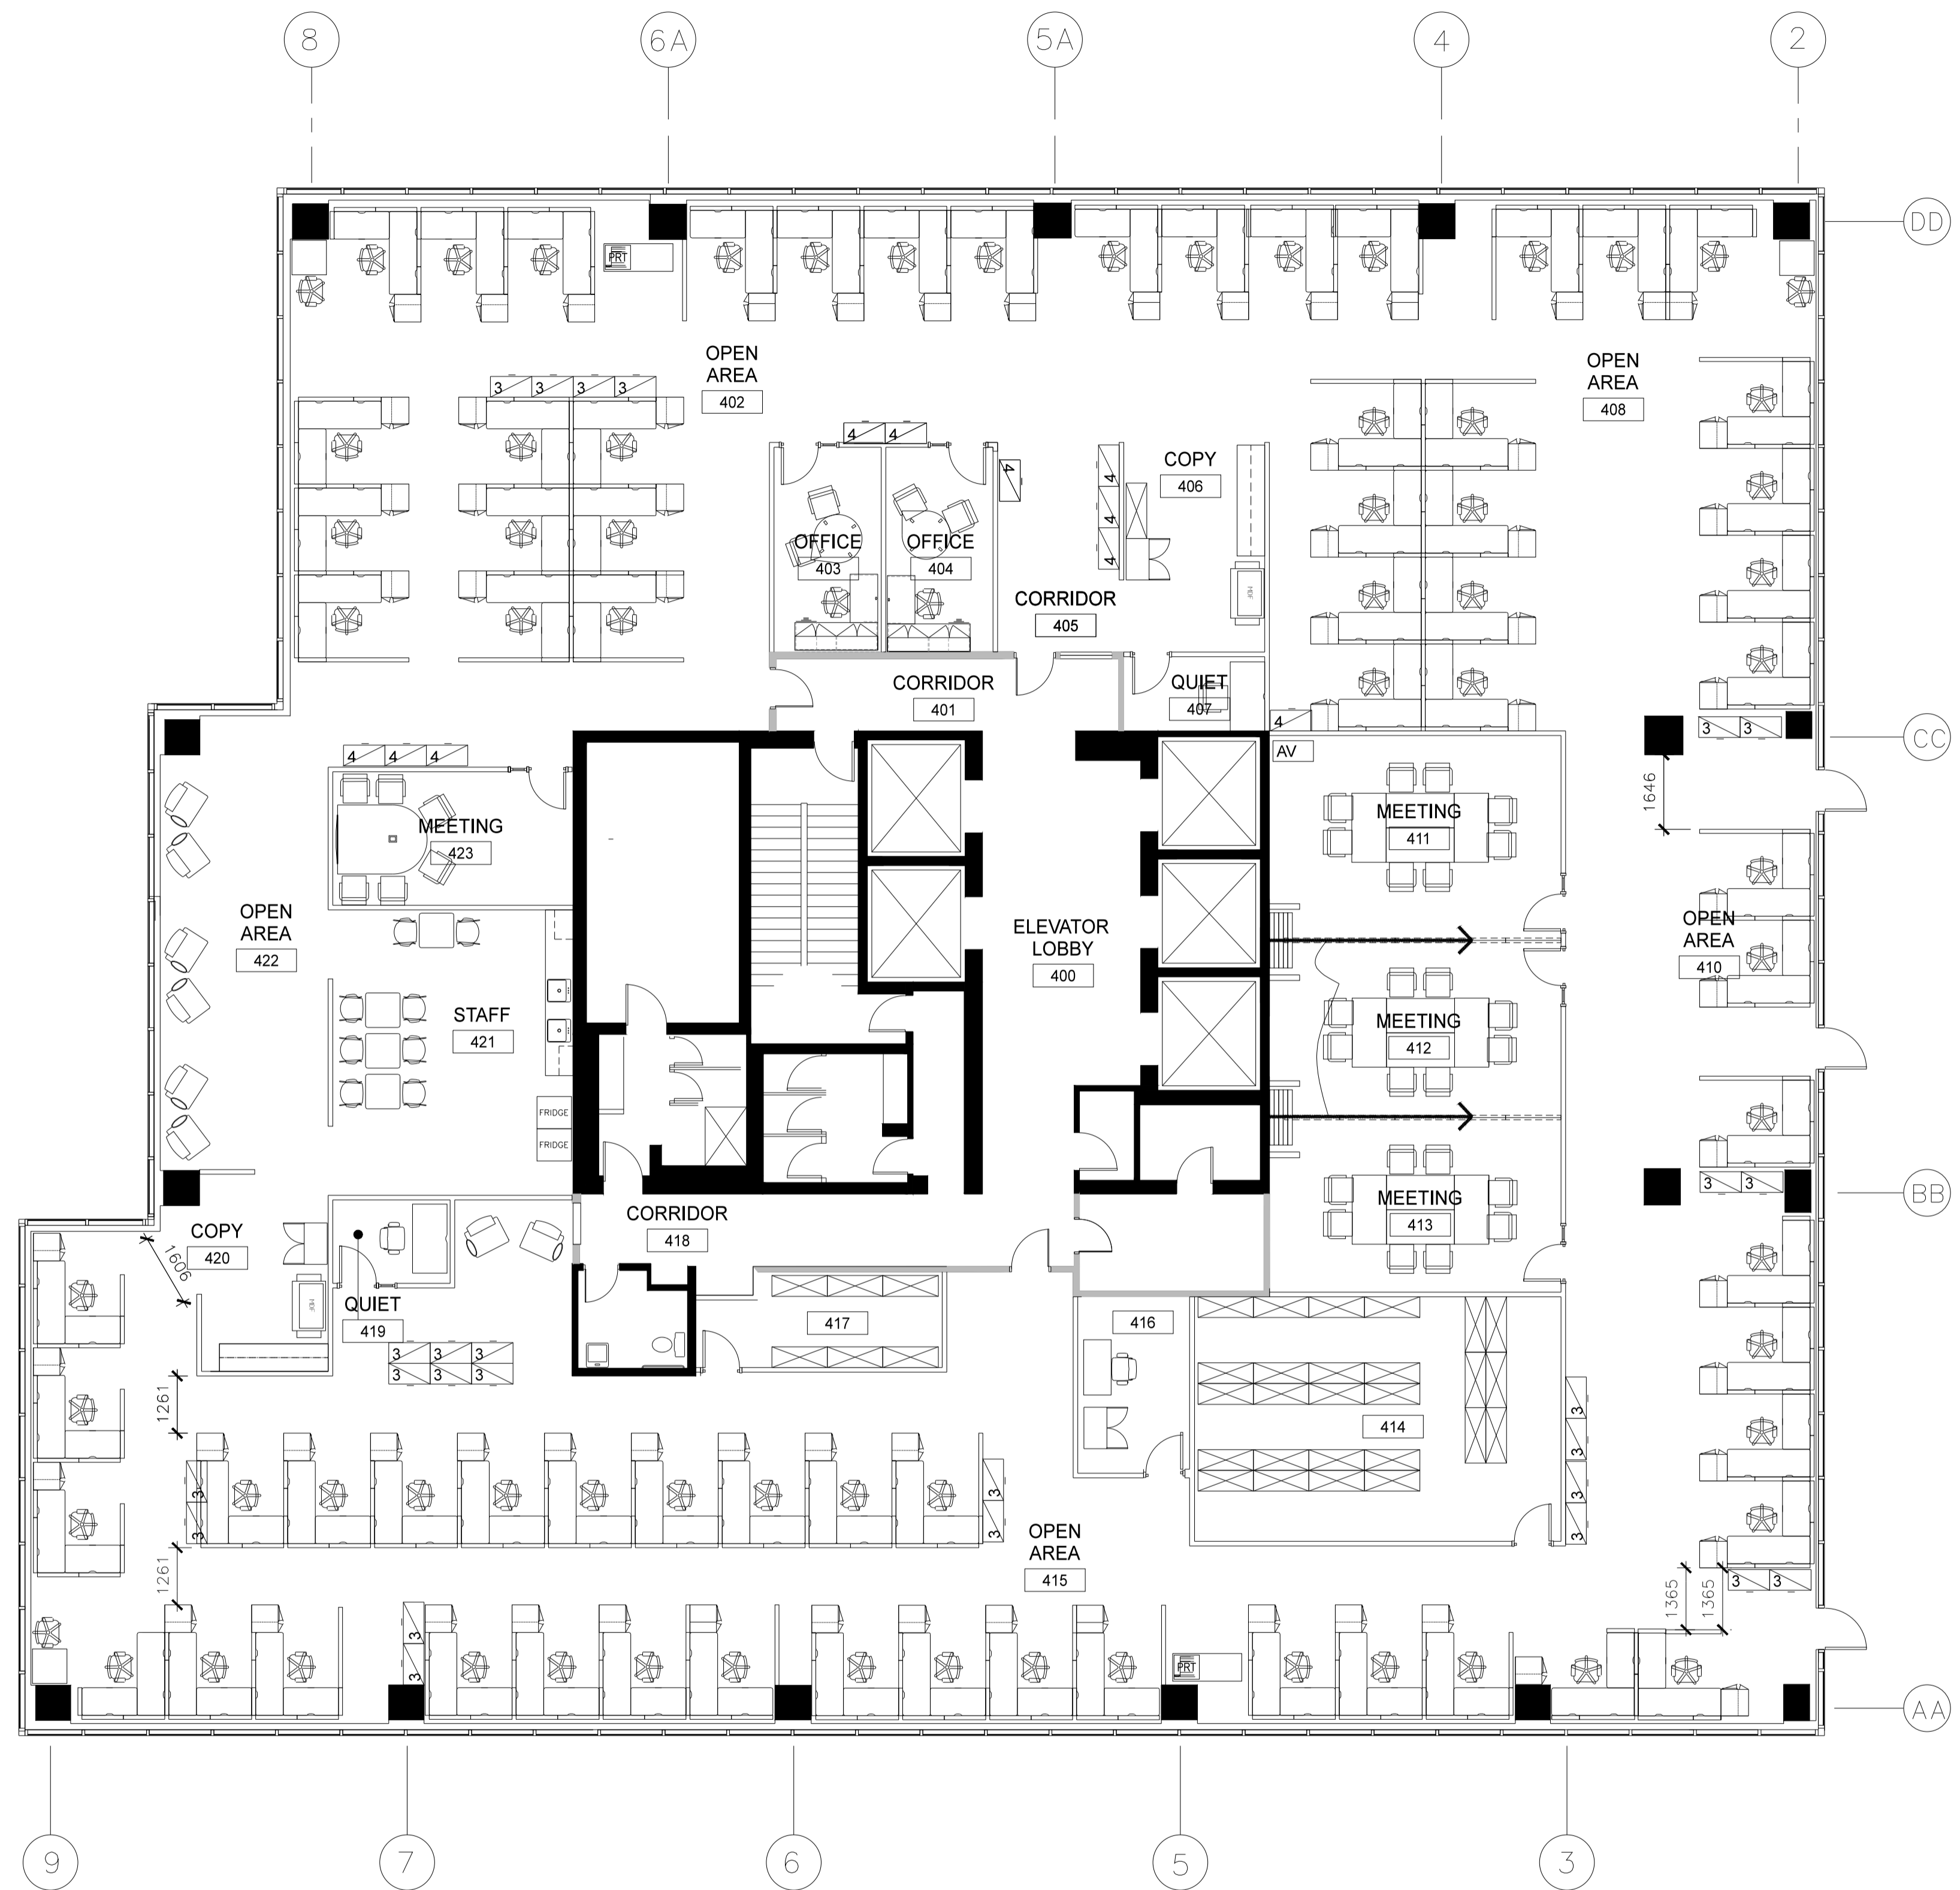 8
6A
5A
4
2
DD
PRT
OPEN
AREA
402
OPEN
AREA
408
3 3 3 3
4 4
4
4
4
4
COPY
406
OFFICE
403
OFFICE
404
CORRIDOR
405
CORRIDOR
401
QUIET
407
4
AV
3 3
CC
4 4 4
1646
MEETING
423
MEETING
411
OPEN
AREA
422
ELEVATOR
LOBBY
400
OPEN
AREA
410
STAFF
421
MEETING
412
FRIDGE
FRIDGE
3 3
BB
MEETING
413
COPY
420
CORRIDOR
418
1606
QUIET
419
417
416
3 3 3
3 3 3
1261
414
3
3
3
3
3
3
3
3
OPEN
AREA
415
1261
3 3
1365
1365
3
3
PRT
AA
9
7
6
5
3